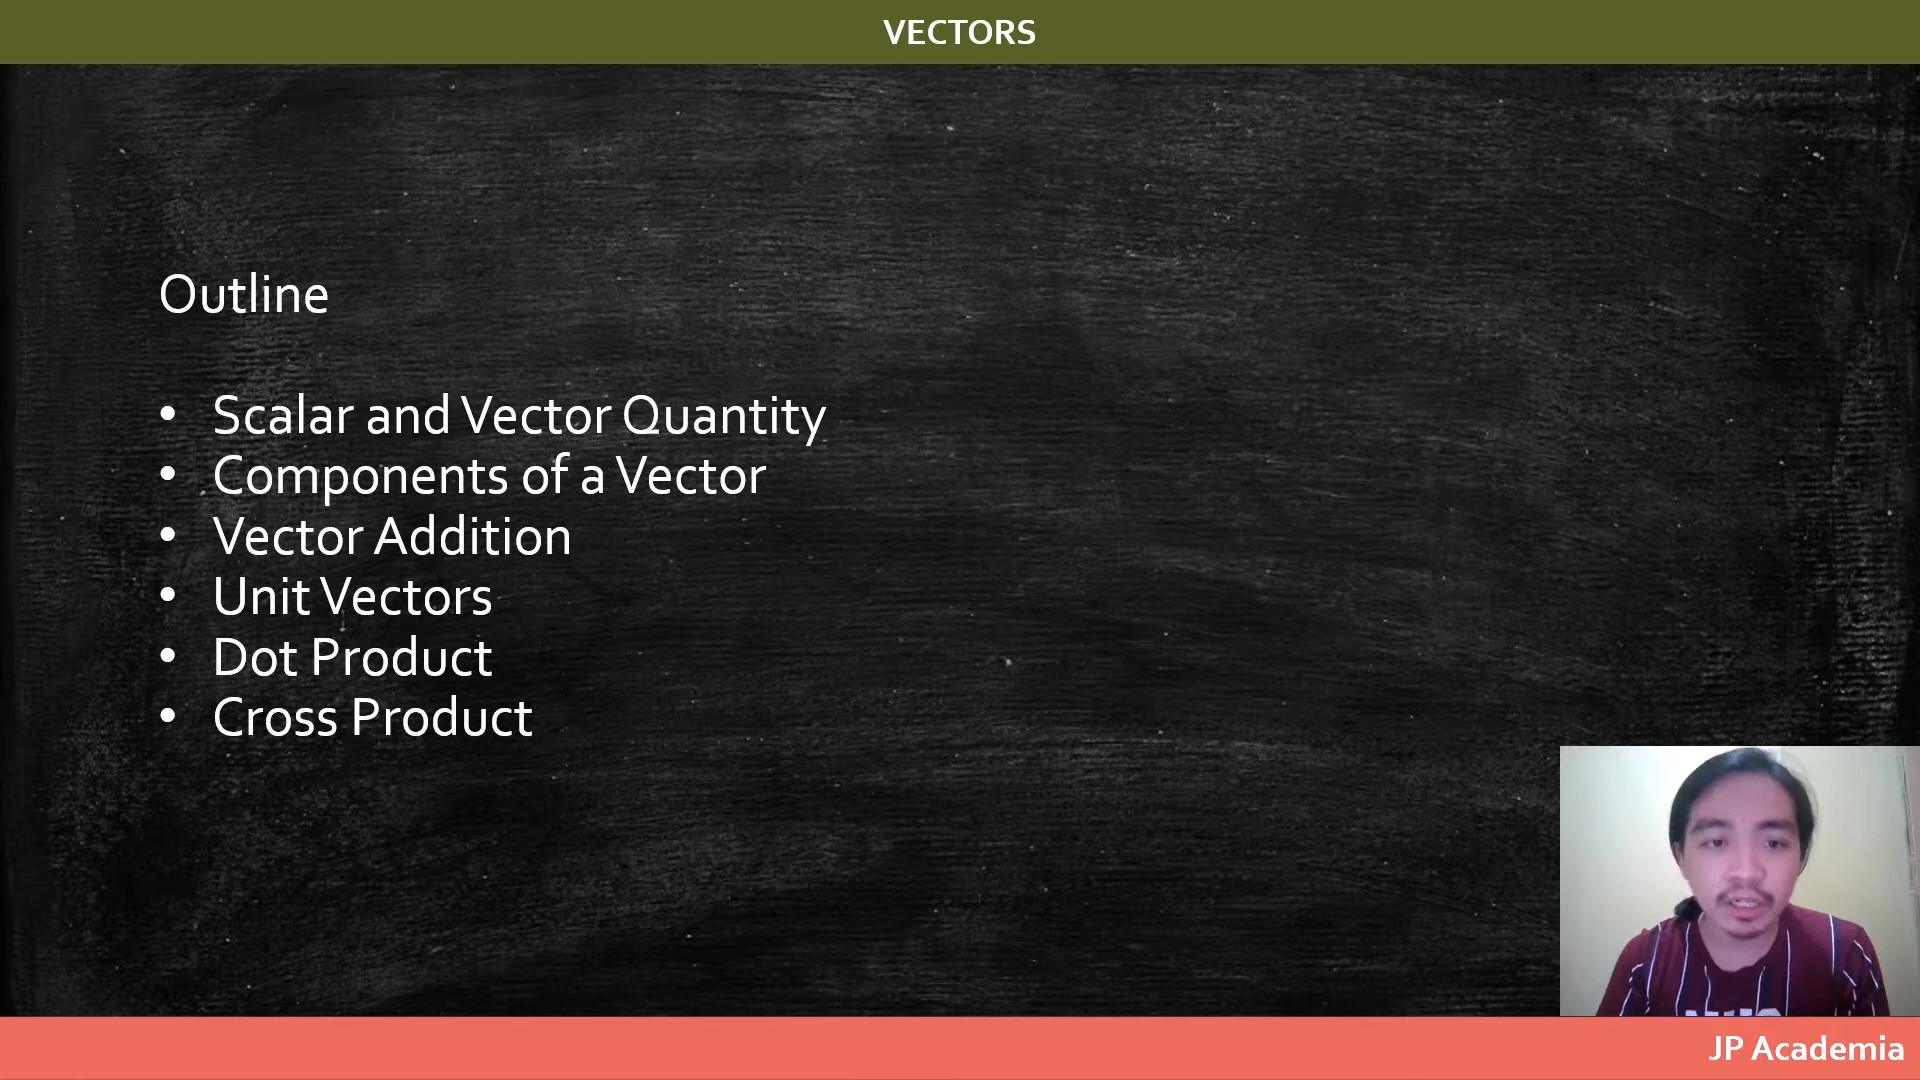 VECTORS
Outline
• Scalar and Vector Quantity
• Components of a Vector
• Vector Addition
• Unit Vectors
• Dot Product
• Cross Product
JP Academia